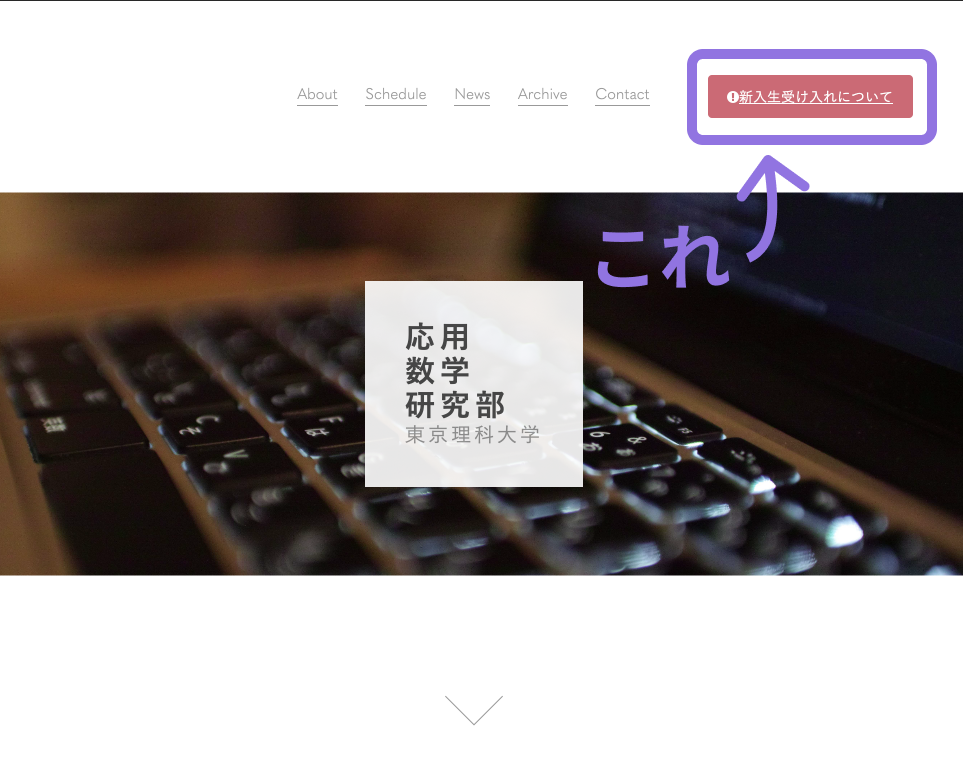 About Schedule News Archive Contact
新入生受け入れについて
これ
応用
数学
研究部
東京理科大学